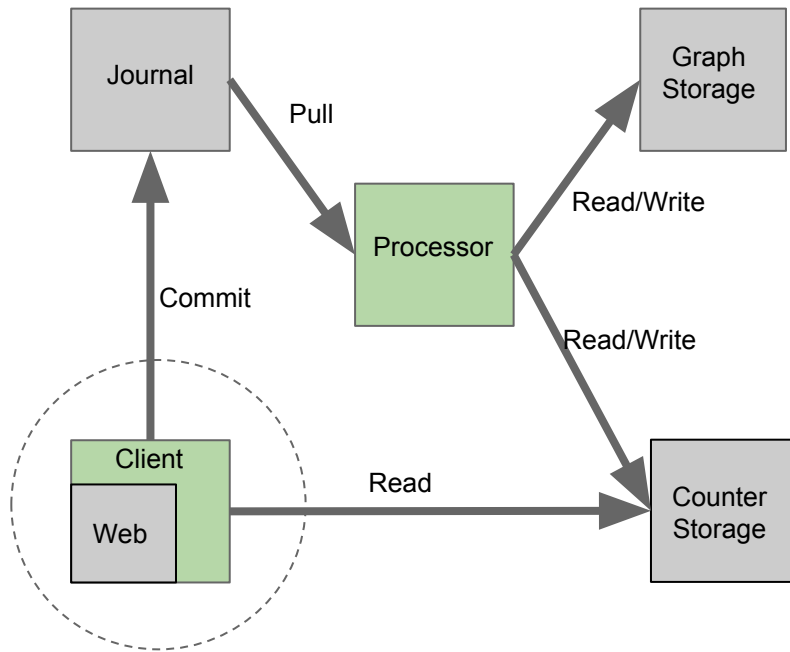 Journal
Graph
Storage
Pull
Read/Write
Processor
Commit
Read/Write
Client
Read
Web
Counter
Storage